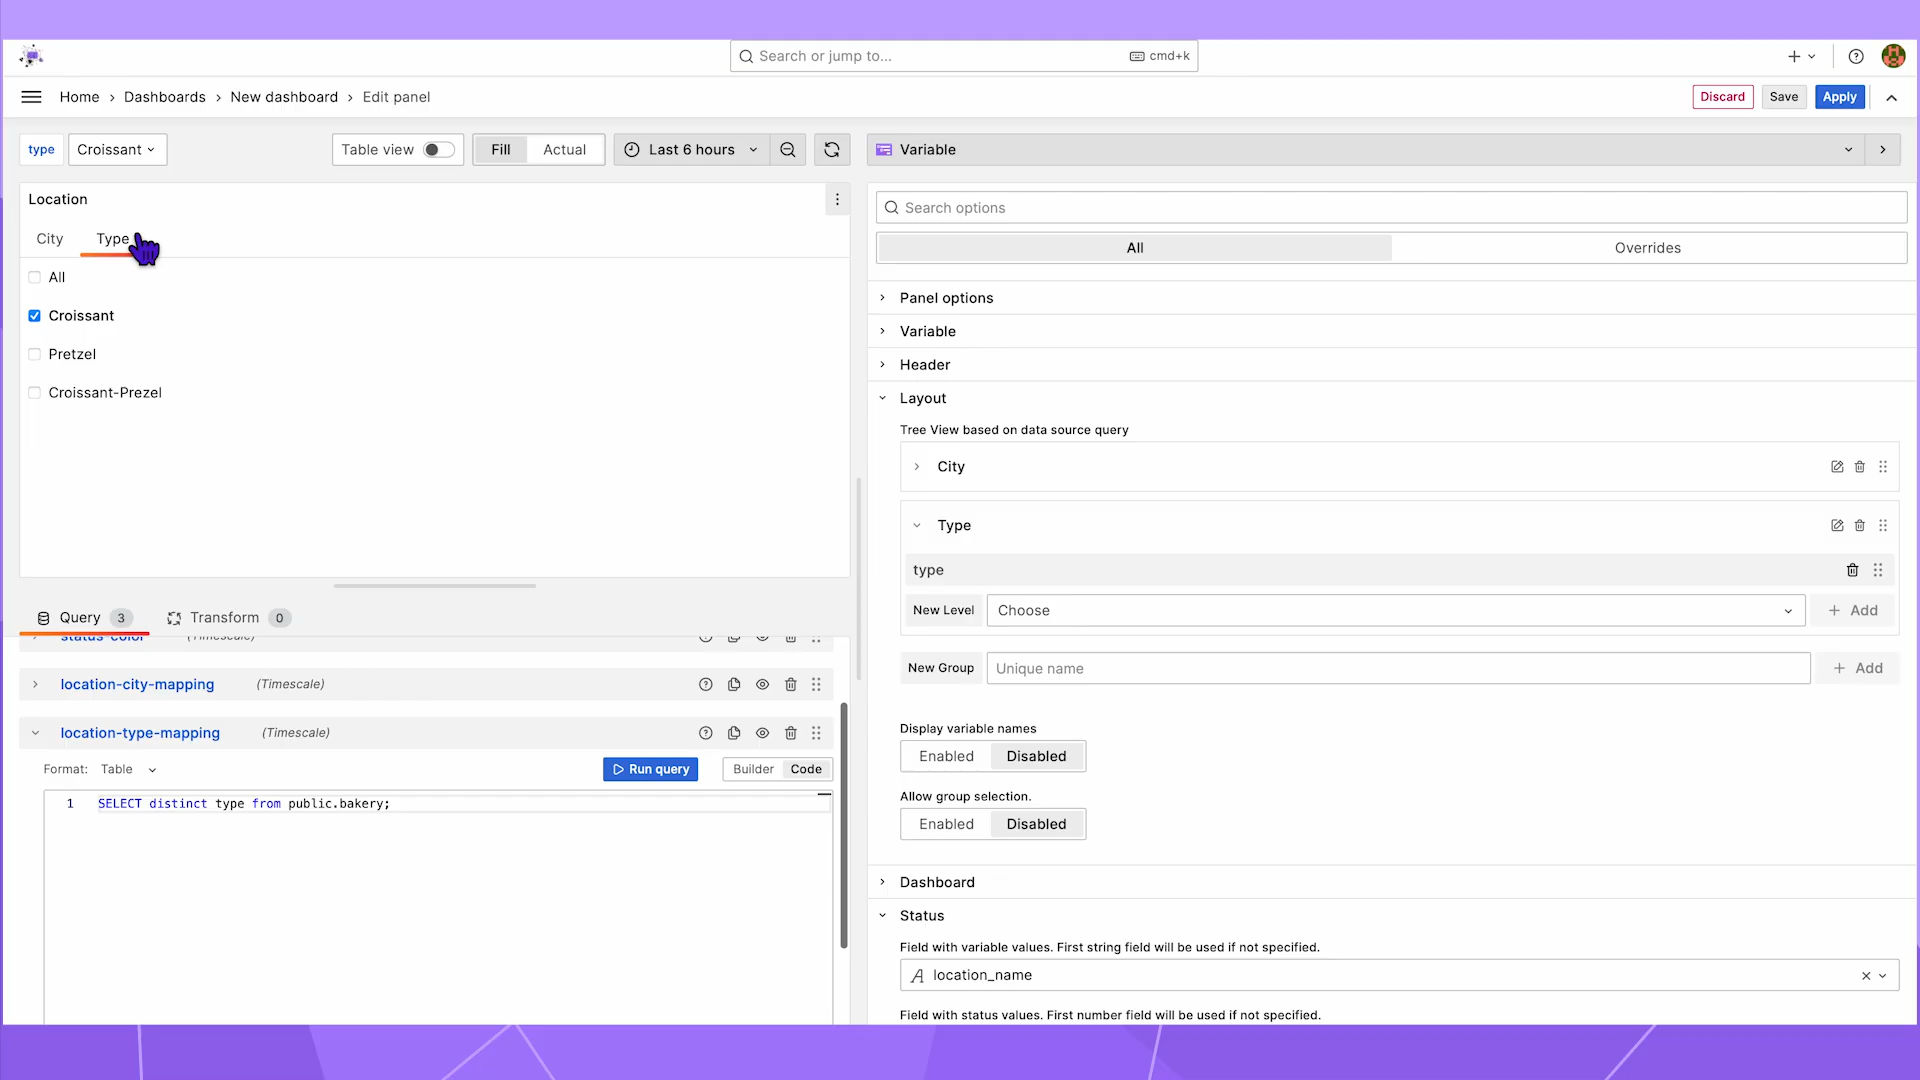 Search or jump to...
cmd+k
Home > Dashboards > New dashboard > Edit panel
Discard
Save
Apply
type
Croissant
Table view
Fill
Actual
Last 6 hours
Variable
Location
City
Type
All
Croissant
Pretzel
Croissant-Prezel
Search options
All
Overrides
Panel options
Variable
Header
Layout
Tree View based on data source query
City
Type
type
New Level
Choose
+ Add
New Group
Unique name
+ Add
Display variable names
Enabled
Disabled
Allow group selection.
Enabled
Disabled
Dashboard
Status
Field with variable values. First string field will be used if not specified.
location_name
Field with status values. First number field will be used if not specified.
Query 3
Transform 0
status-color (Timescale)
location-city-mapping (Timescale)
location-type-mapping (Timescale)
Format: Table
Run query
Builder
Code
1 SELECT distinct type from public.bakery;